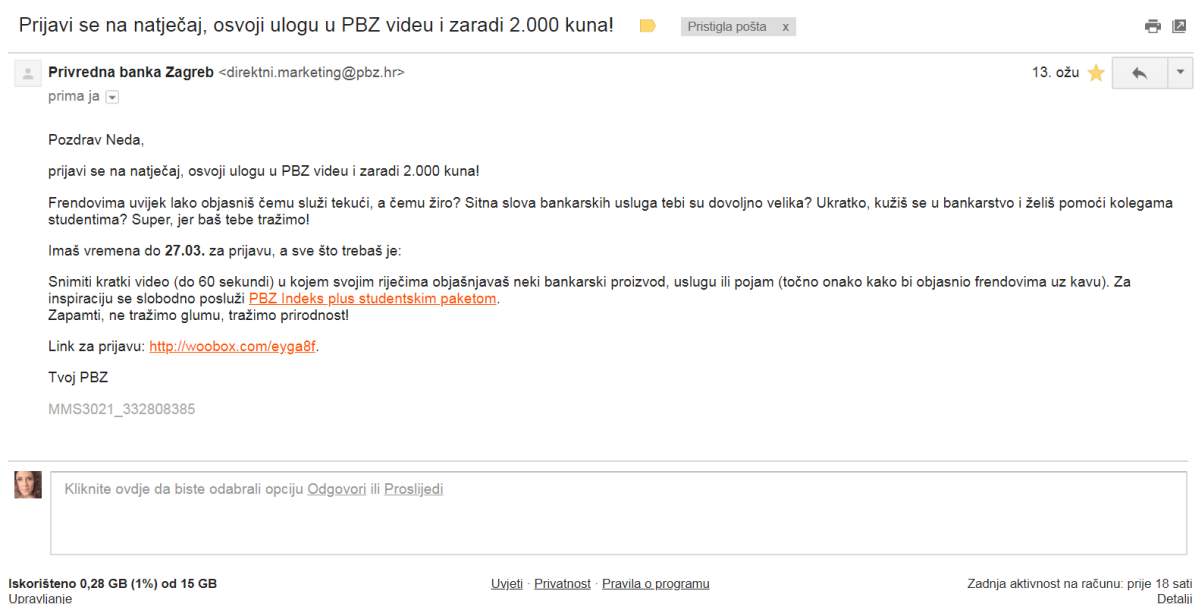 Prijavi se na natječaj, osvoji ulogu u PBZ videu i zaradi 2.000 kuna!
Pristigla pošta x
Privredna banka Zagreb <direktni.marketing@pbz.hr>
13. ožu
prima ja
Pozdrav Neda,
prijavi se na natječaj, osvoji ulogu u PBZ videu i zaradi 2.000 kuna!
Frendovima uvijek lako objasniš čemu služi tekući, a čemu žiro? Sitna slova bankarskih usluga tebi su dovoljno velika? Ukratko, kužiš se u bankarstvo i želiš pomoći kolegama
studentima? Super, jer baš tebe tražimo!
Imaš vremena do 27.03. za prijavu, a sve što trebaš je:
Snimiti kratki video (do 60 sekundi) u kojem svojim riječima objašnjavaš neki bankarski proizvod, uslugu ili pojam (točno onako kako bi objasnio frendovima uz kavu). Za
inspiraciju se slobodno posluži PBZ Indeks plus studentskim paketom.
Zapamti, ne tražimo glumu, tražimo prirodnost!
Link za prijavu: http://woobox.com/eyga8f.
Tvoj PBZ
MMS3021_332808385
Kliknite ovdje da biste odabrali opciju Odgovori ili Proslijedi
Iskorišteno 0,28 GB (1%) od 15 GB
Upravljanje
Uvjeti · Privatnost · Pravila o programu
Zadnja aktivnost na računu: prije 18 sati
Detalji